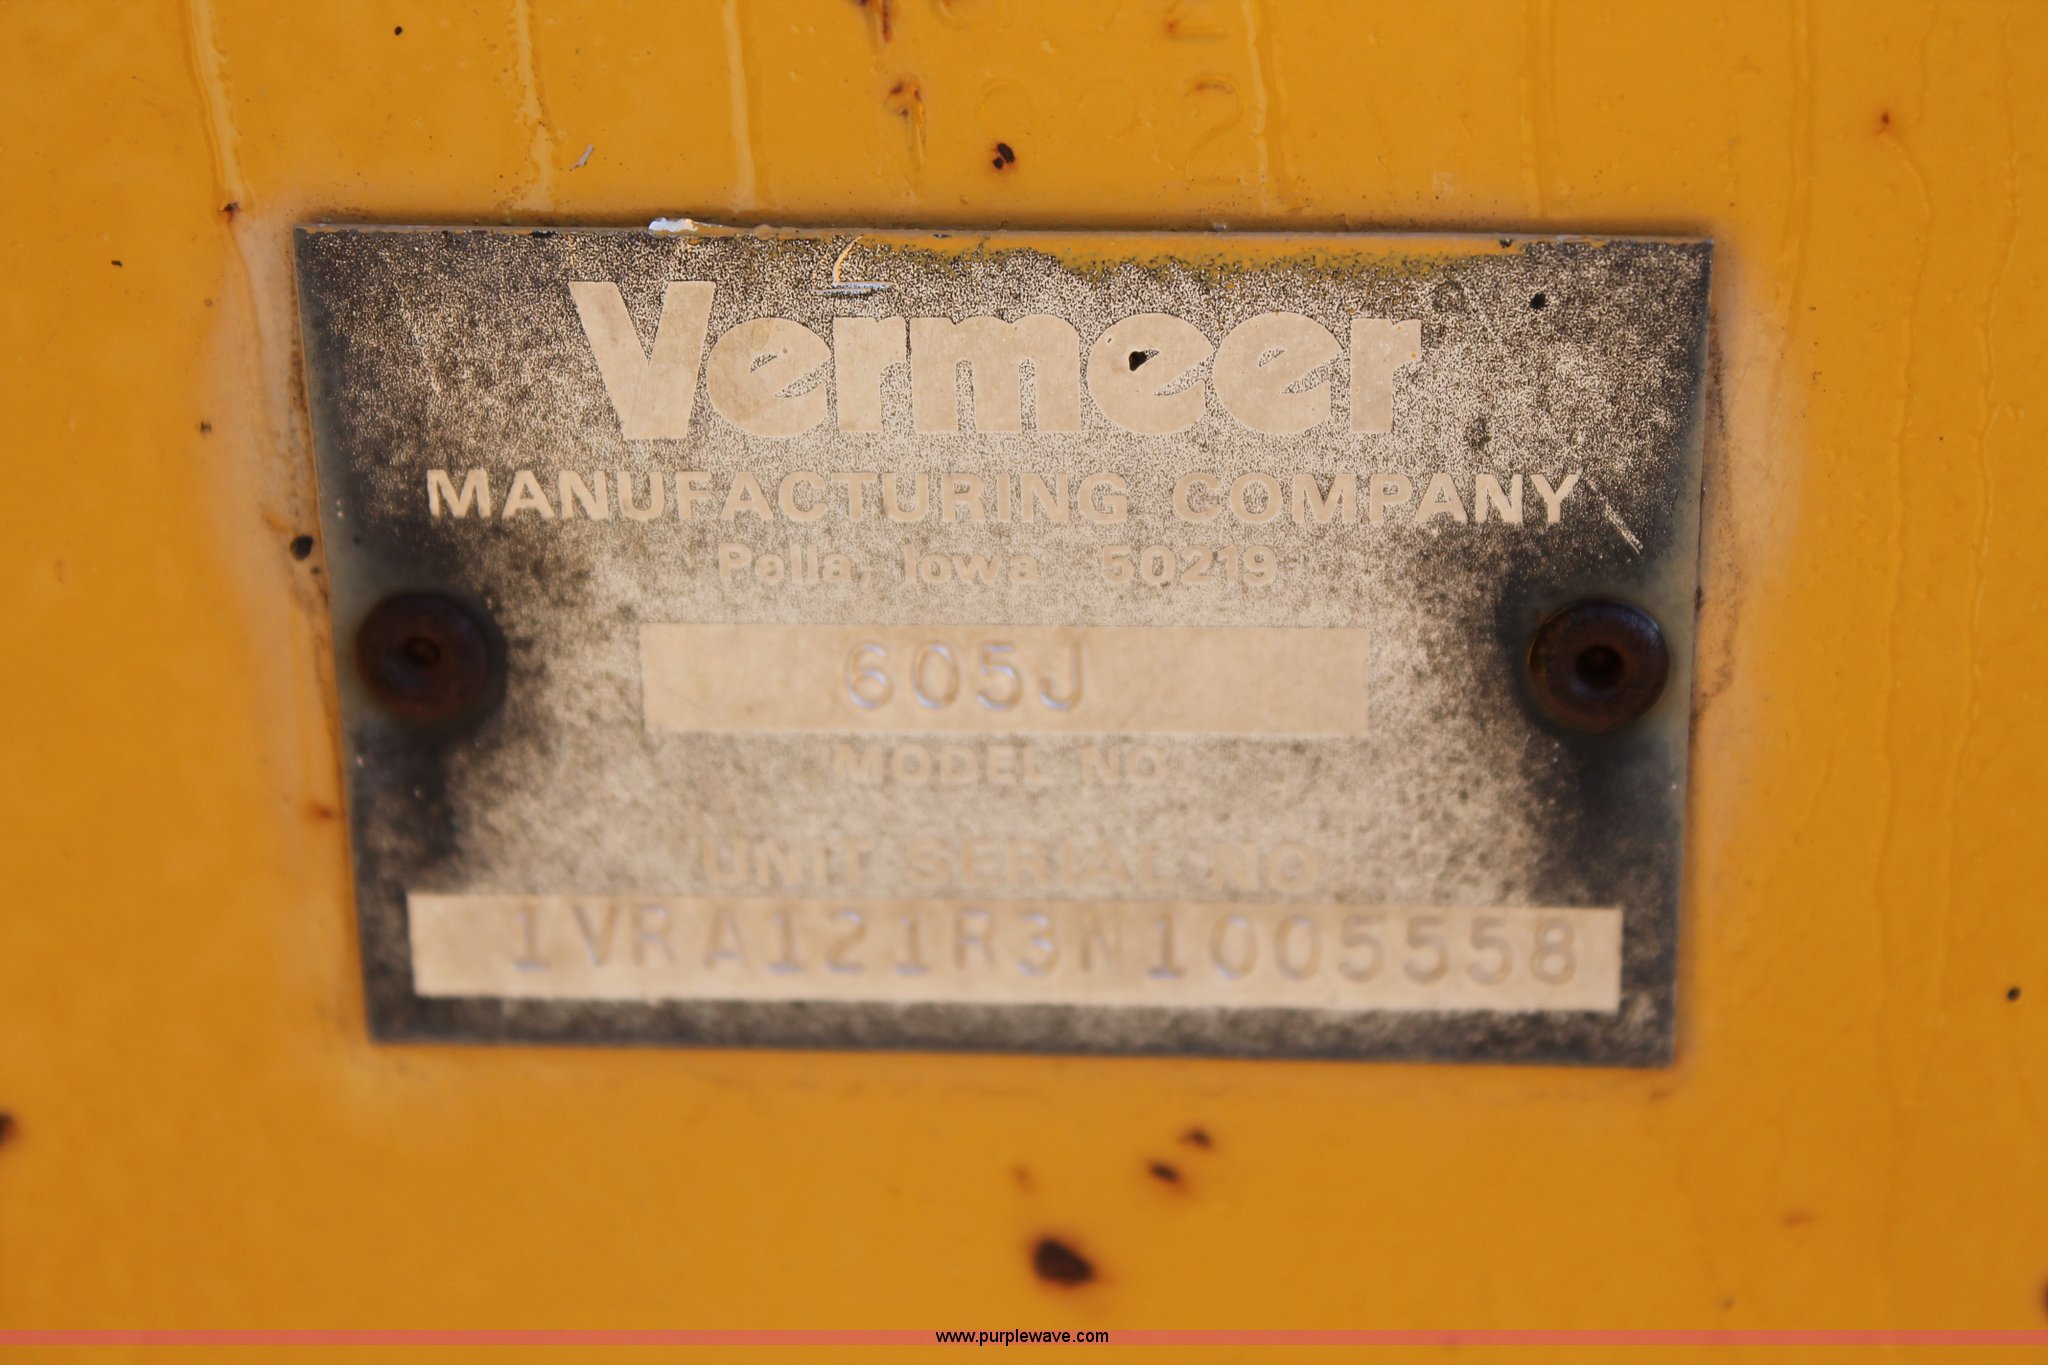 Vermeer
MANUFACTURING COMPANY
Pella, Iowa 50219
605J
MODEL NO
UNIT SERIAL NO
1VRA121R3N1005558
www.purplewave.com